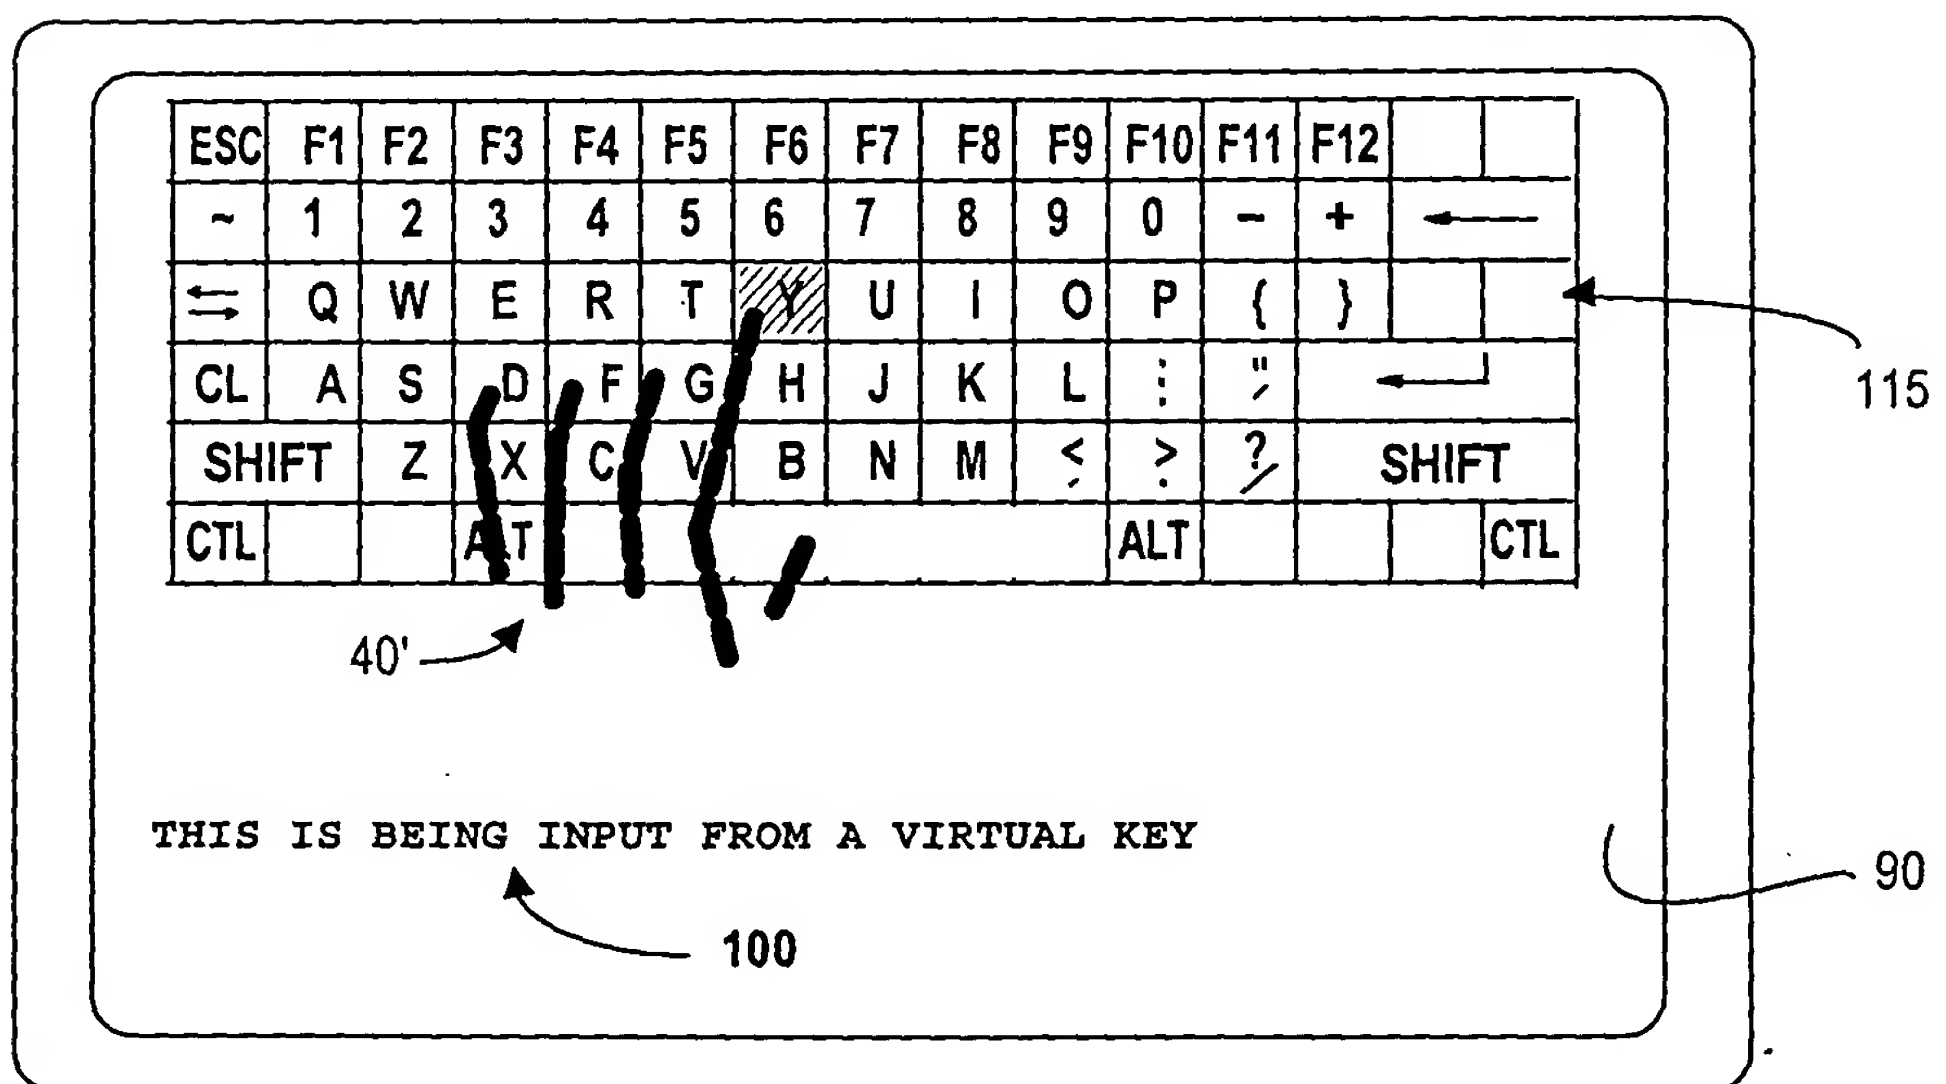 ESC F1 F2 F3 F4 F5 F6 F7 F8 F9 F10 F11 F12
~ 1 2 3 4 5 6 7 8 9 0 - + ←
⇆ Q W E R T Y U I O P { }
CL A S D F G H J K L : ; " ' ↵
SHIFT Z X C V B N M < , > . ? / SHIFT
CTL ALT ALT CTL
115
40'
THIS IS BEING INPUT FROM A VIRTUAL KEY
90
100